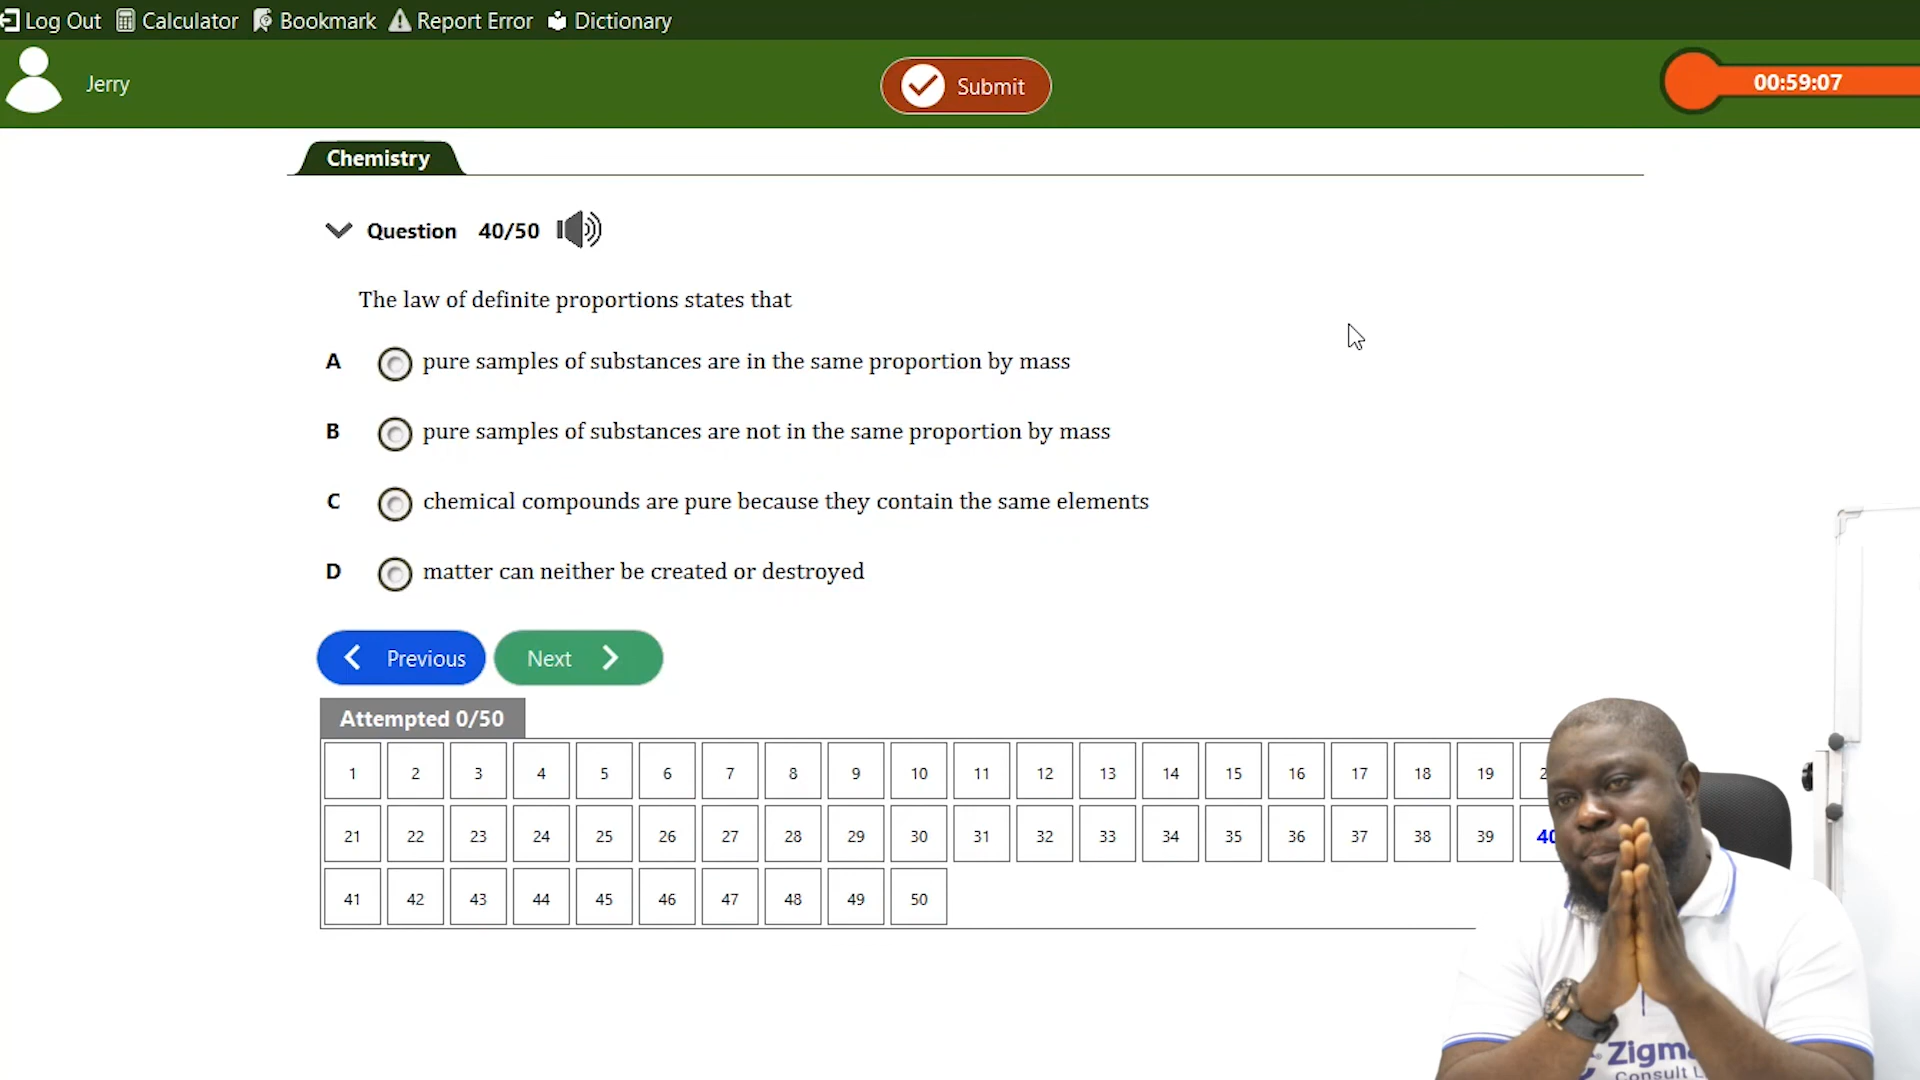 Log Out Calculator Bookmark Report Error Dictionary
Jerry
Submit
00:59:07
Chemistry
Question 40/50
The law of definite proportions states that
A pure samples of substances are in the same proportion by mass
B pure samples of substances are not in the same proportion by mass
C chemical compounds are pure because they contain the same elements
D matter can neither be created or destroyed
Previous Next
Attempted 0/50
1 2 3 4 5 6 7 8 9 10 11 12 13 14 15 16 17 18 19
21 22 23 24 25 26 27 28 29 30 31 32 33 34 35 36 37 38 39 40
41 42 43 44 45 46 47 48 49 50
Consult